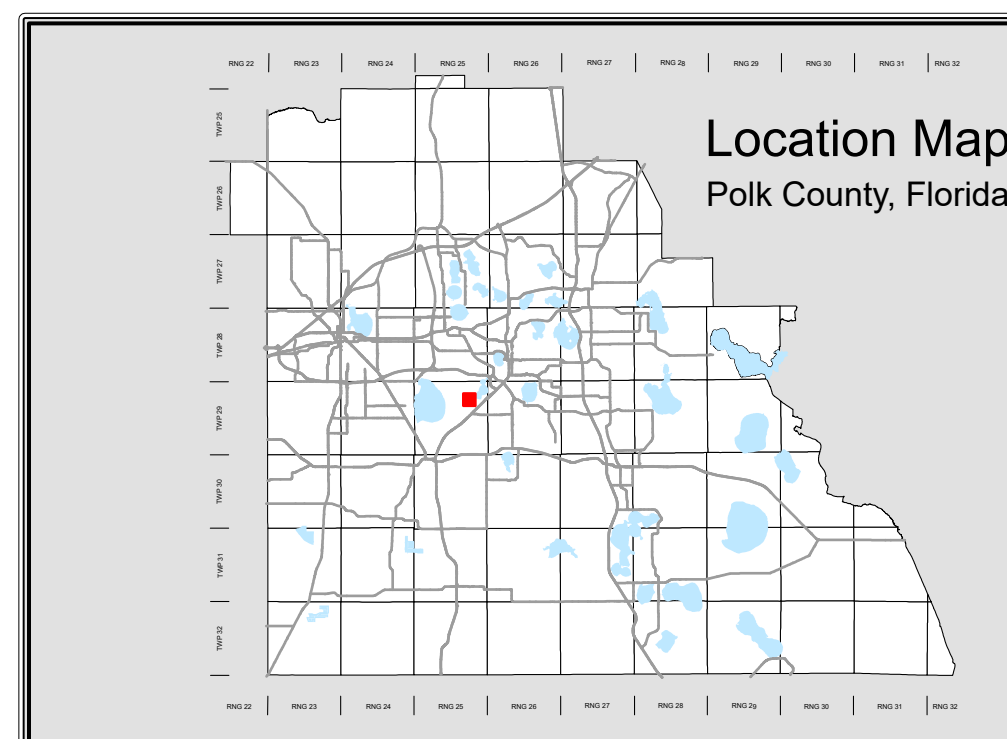 RNG 22 RNG 23 RNG 24 RNG 25 RNG 26 RNG 27 RNG 28 RNG 29 RNG 30 RNG 31 RNG 32
Location Map
Polk County, Florida
TWP 25
TWP 26
TWP 27
TWP 28
TWP 29
TWP 30
TWP 31
TWP 32
RNG 22 RNG 23 RNG 24 RNG 25 RNG 26 RNG 27 RNG 28 RNG 29 RNG 30 RNG 31 RNG 32